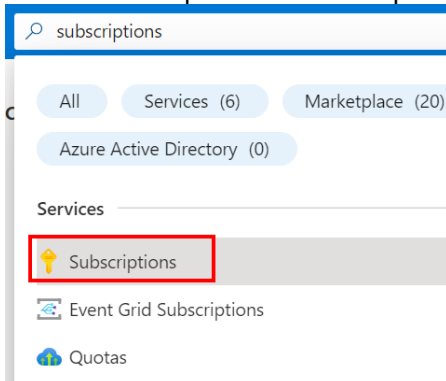 subscriptions
All Services (6) Marketplace (20)
Azure Active Directory (0)
Services
Subscriptions
Event Grid Subscriptions
Quotas